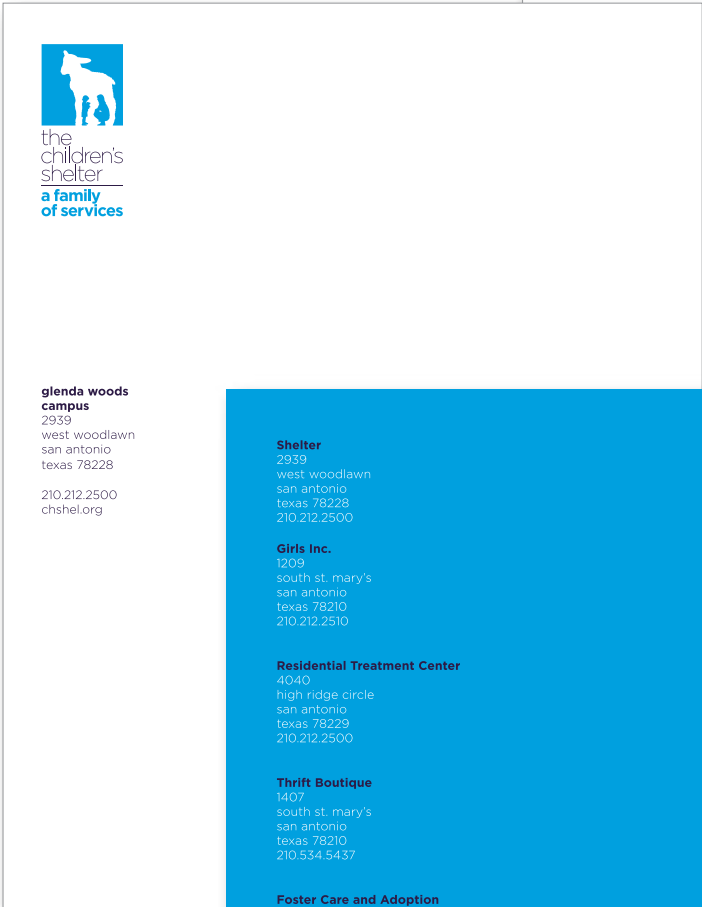 the
children's
shelter
a family
of services
glenda woods
campus
2939
west woodlawn
san antonio
texas 78228
210.212.2500
chshel.org
Shelter
2939
west woodlawn
san antonio
texas 78228
210.212.2500
Girls Inc.
1209
south st. mary's
san antonio
texas 78210
210.212.2510
Residential Treatment Center
4040
high ridge circle
san antonio
texas 78229
210.212.2500
Thrift Boutique
1407
south st. mary's
san antonio
texas 78210
210.534.5437
Foster Care and Adoption